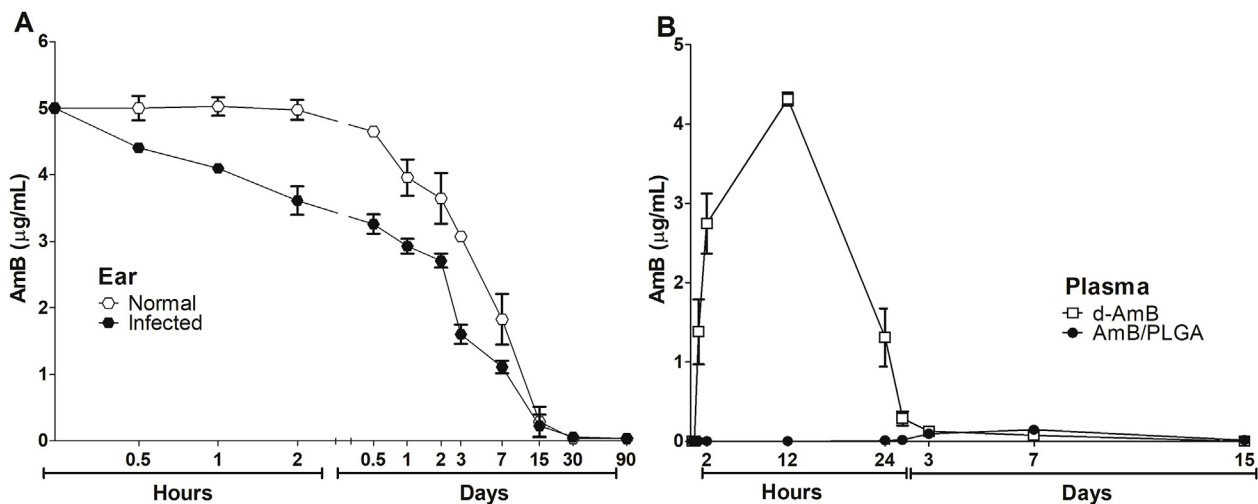 A
AmB (µg/mL)
6
5
4
3
2
1
0
Ear
Normal
Infected
0.5 1 2 0.5 1 2 3 7 15 30 90
Hours Days
B
AmB (µg/mL)
5
4
3
2
1
0
Plasma
d-AmB
AmB/PLGA
2 12 24 3 7 15
Hours Days